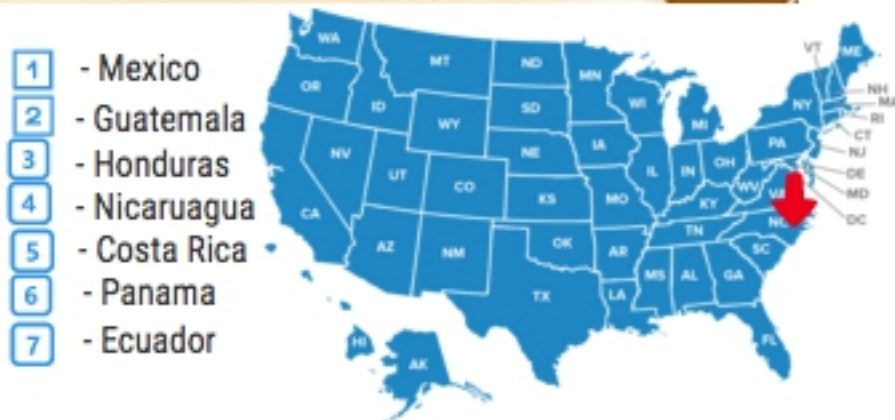 1 - Mexico
2 - Guatemala
3 - Honduras
4 - Nicaruagua
5 - Costa Rica
6 - Panama
7 - Ecuador
WA
OR
CA
NV
ID
MT
WY
UT
AZ
CO
NM
ND
SD
NE
KS
OK
TX
MN
IA
MO
AR
LA
WI
IL
MI
IN
OH
KY
TN
MS
AL
GA
FL
SC
NC
WV
PA
NY
VT
ME
NH
RI
CT
NJ
DE
MD
DC
HI
AK